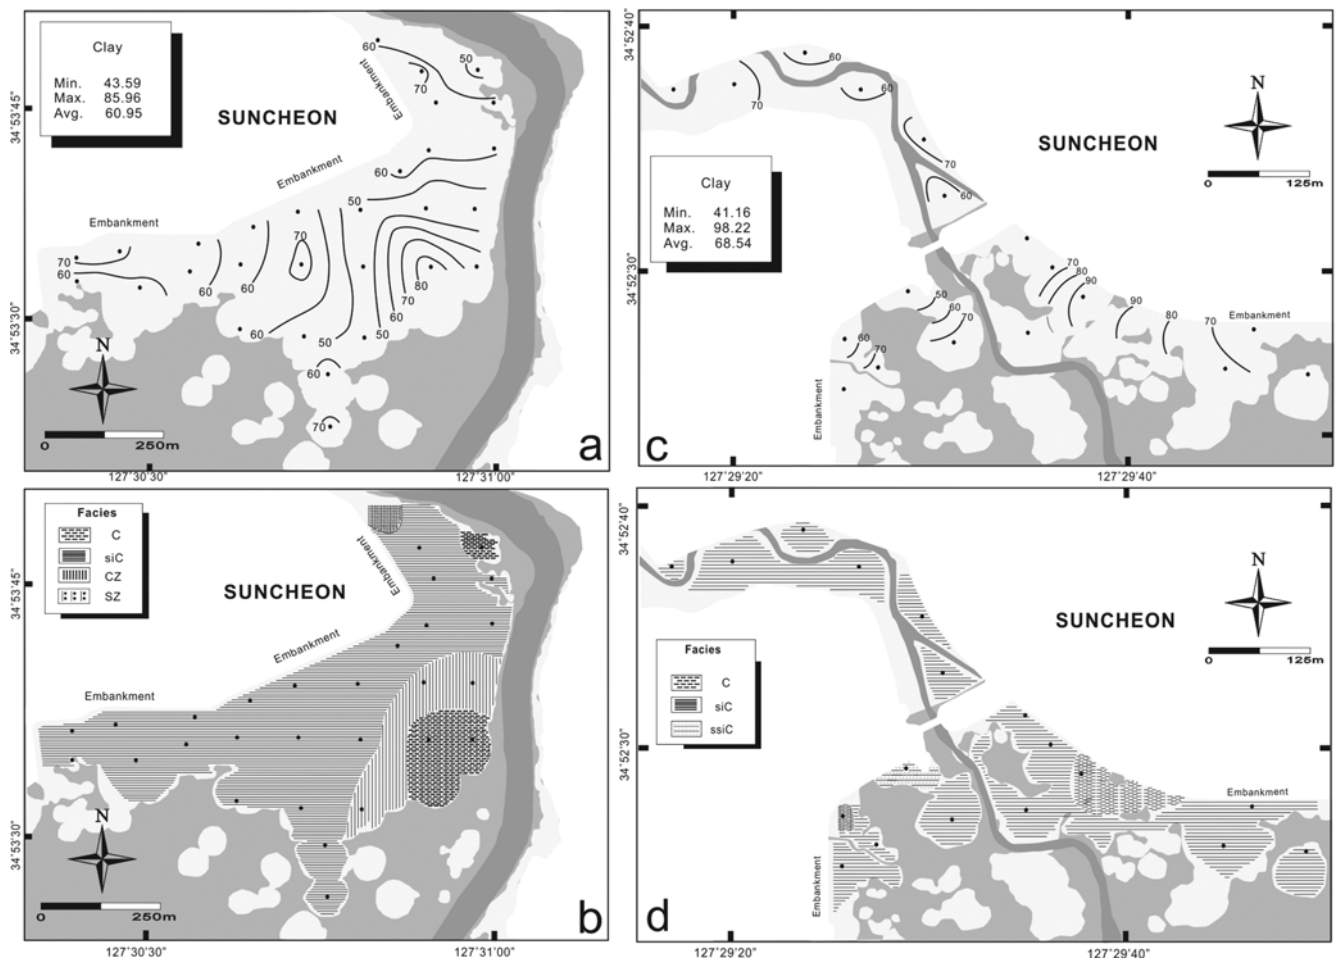 Clay
Min. 43.59
Max. 85.96
Avg. 60.95
SUNCHEON
Embankment
Embankment
Embankment
60
50
70
60
50
70
70
60
60
60
80
70
60
60
50
50
60
70
N
0 250m
a
34°53'45"
34°53'30"
127°30'30" 127°31'00"
60
60
70
70
60
SUNCHEON
N
0 125m
Clay
Min. 41.16
Max. 98.22
Avg. 68.54
70
80
90
90
80
70
Embankment
50
60
70
60
70
Embankment
c
34°52'40"
34°52'30"
127°29'20" 127°29'40"
Facies
C
siC
CZ
SZ
SUNCHEON
Embankment
Embankment
Embankment
N
0 250m
b
34°53'45"
34°53'30"
127°30'30" 127°31'00"
SUNCHEON
N
0 125m
Facies
C
siC
ssiC
Embankment
Embankment
d
34°52'40"
34°52'30"
127°29'20" 127°29'40"